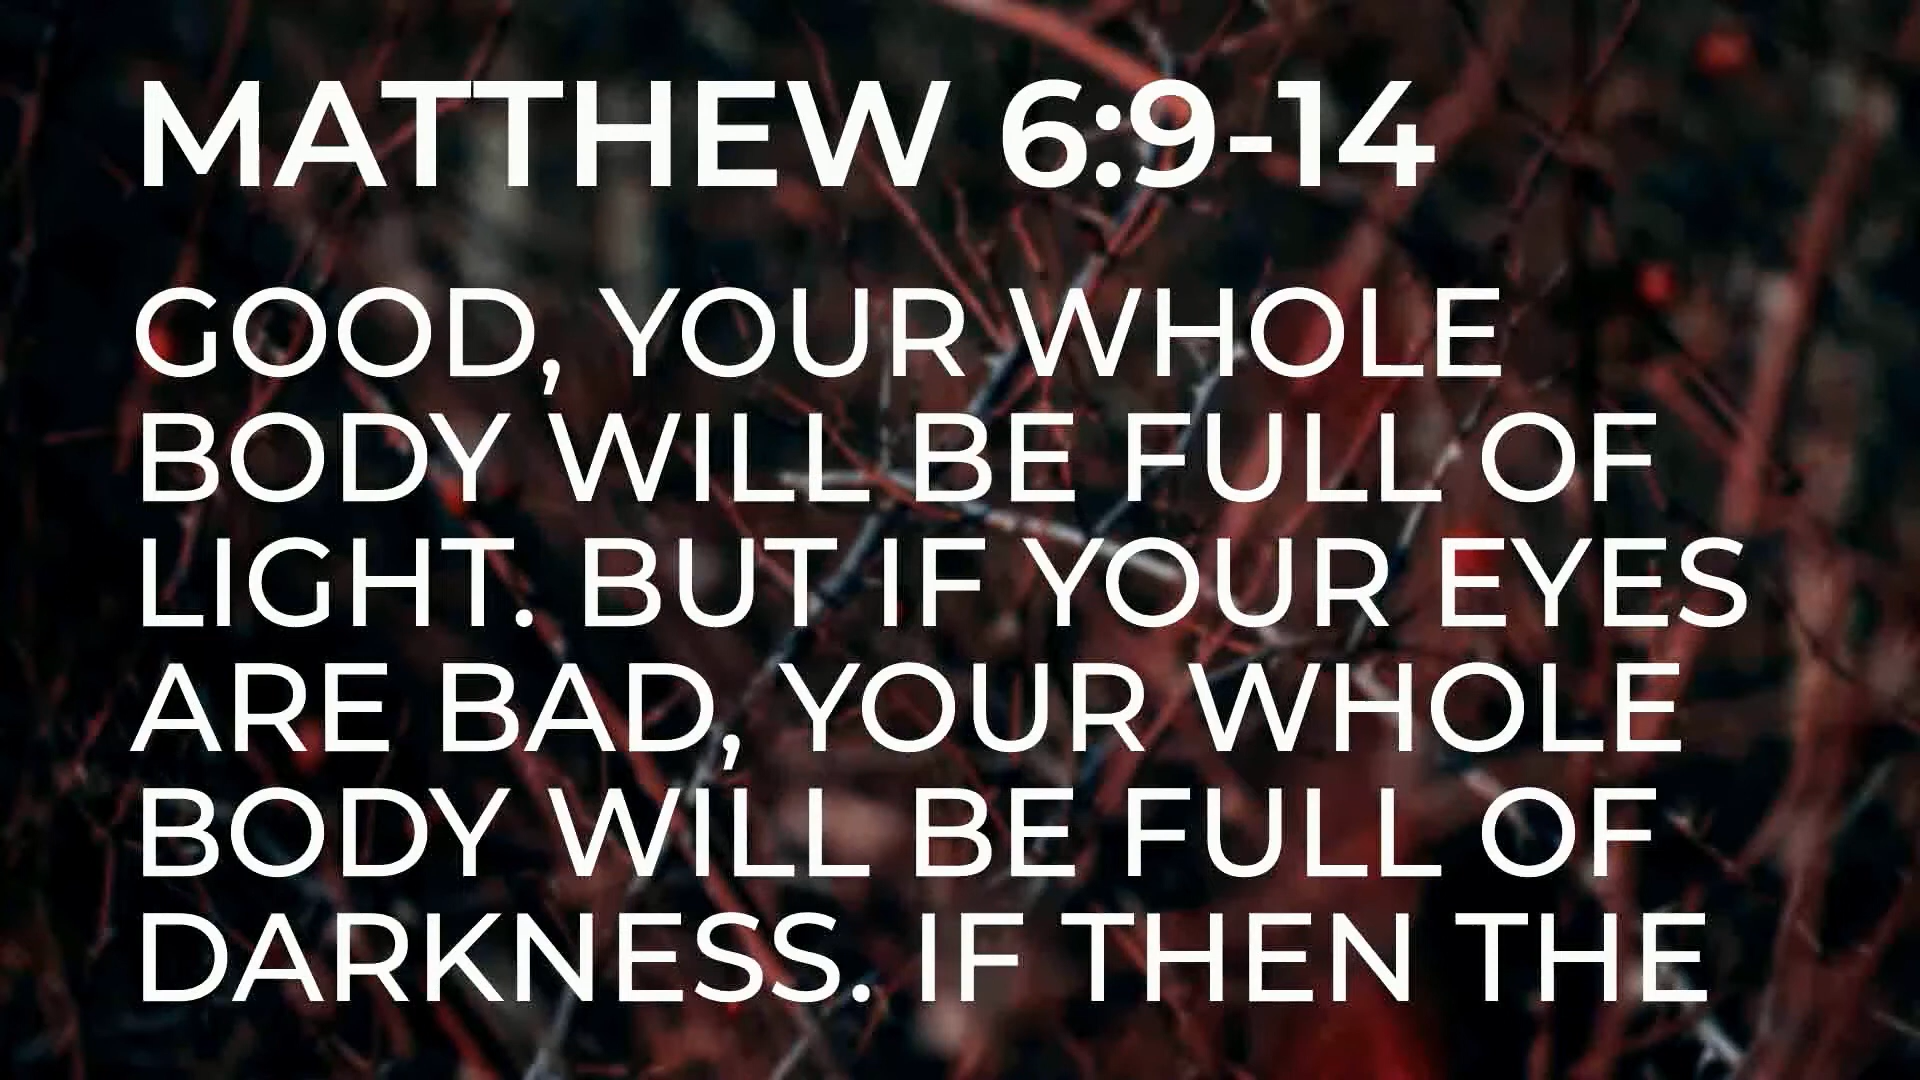 MATTHEW 6:9-14
GOOD, YOUR WHOLE
BODY WILL BE FULL OF
LIGHT. BUT IF YOUR EYES
ARE BAD, YOUR WHOLE
BODY WILL BE FULL OF
DARKNESS. IF THEN THE